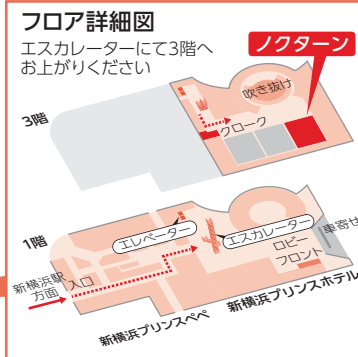 フロア詳細図
エスカレーターにて3階へ
お上がりください
ノクターン
吹き抜け
3階
クローク
1階
エレベーター
エスカレーター
車寄せ
ロビー
フロント
新横浜駅
方面
入口
新横浜プリンスペペ
新横浜プリンスホテル